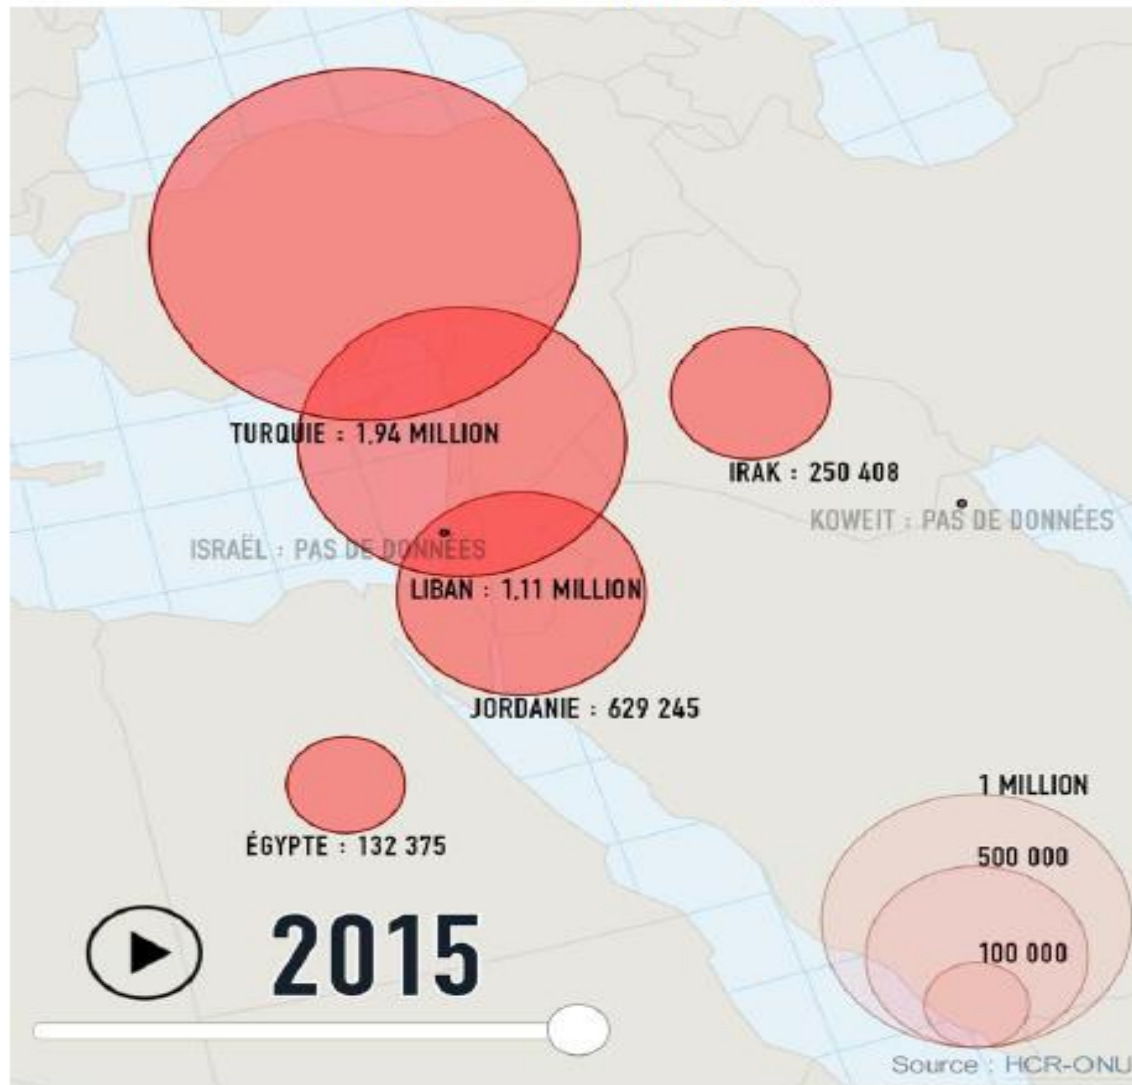 TURQUIE : 1,94 MILLION
IRAK : 250 408
KOWEIT : PAS DE DONNÉES
ISRAËL : PAS DE DONNÉES
LIBAN : 1,11 MILLION
JORDANIE : 629 245
1 MILLION
ÉGYPTE : 132 375
500 000
100 000
2015
Source : HCR-ONU